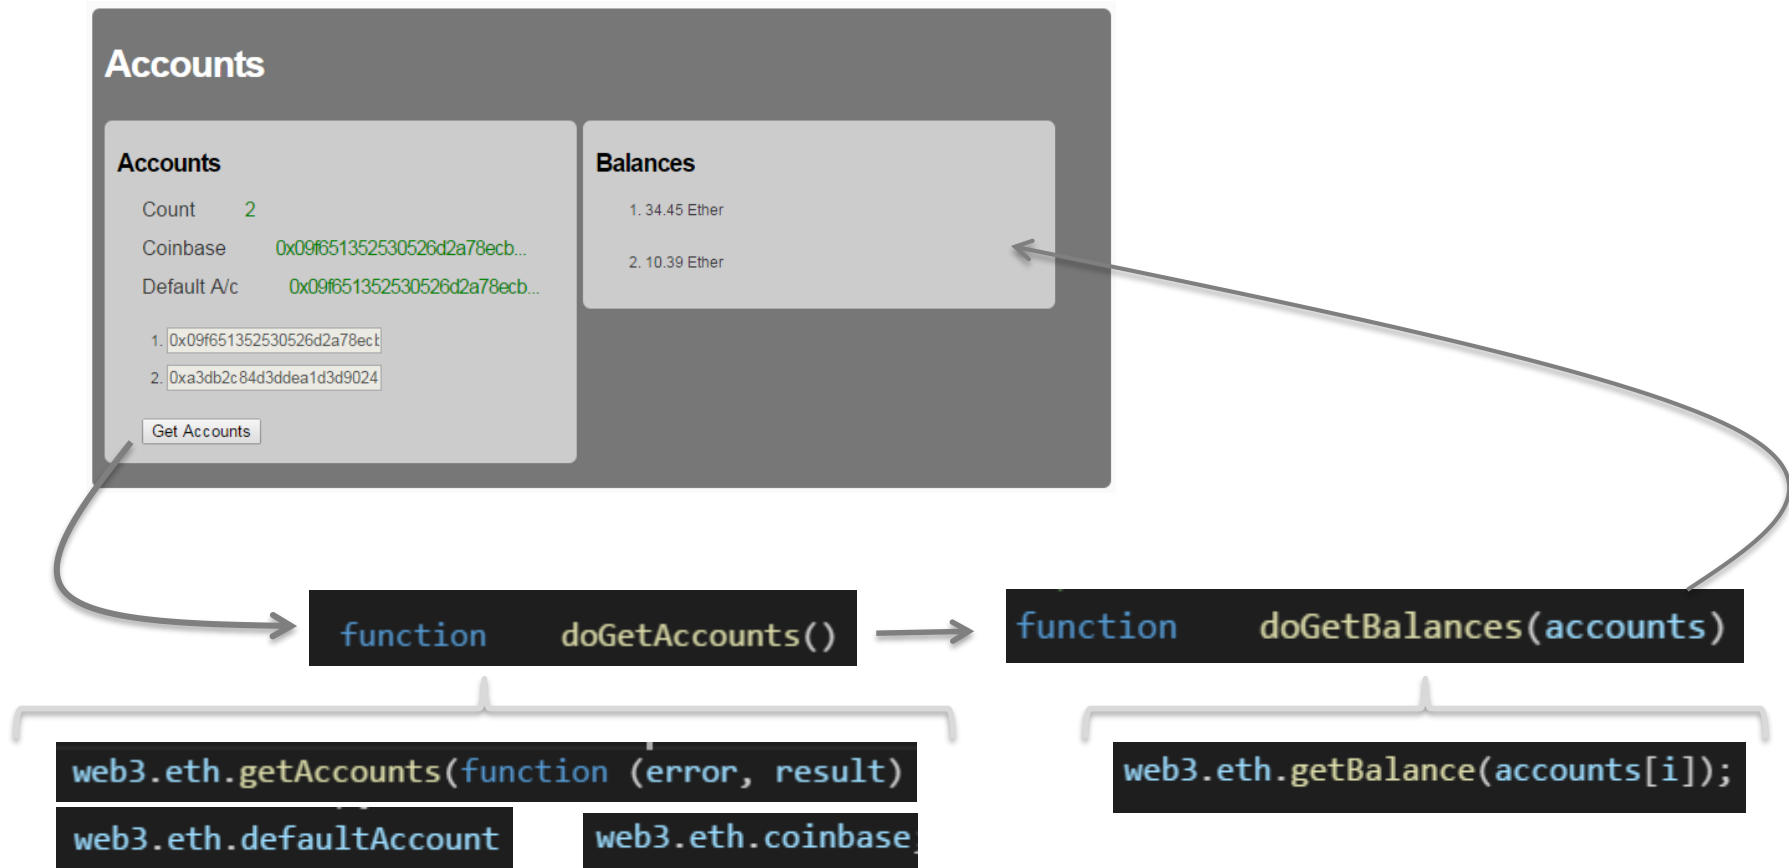 Accounts
Accounts
Count 2
Coinbase 0x09f651352530526d2a78ecb...
Default A/c 0x09f651352530526d2a78ecb...
1. 0x09f651352530526d2a78ecb
2. 0xa3db2c84d3ddea1d3d9024
Get Accounts
Balances
1. 34.45 Ether
2. 10.39 Ether
function doGetAccounts()
function doGetBalances(accounts)
web3.eth.getAccounts(function (error, result)
web3.eth.defaultAccount
web3.eth.coinbase;
web3.eth.getBalance(accounts[i]);